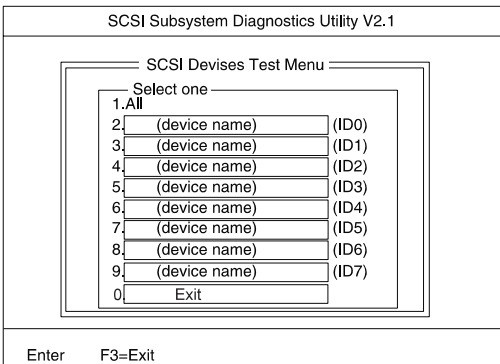 SCSI Subsystem Diagnostics Utility V2.1
SCSI Devises Test Menu
Select one
1.All
2. (device name) (ID0)
3. (device name) (ID1)
4. (device name) (ID2)
5. (device name) (ID3)
6. (device name) (ID4)
7. (device name) (ID5)
8. (device name) (ID6)
9. (device name) (ID7)
0. Exit
Enter F3=Exit